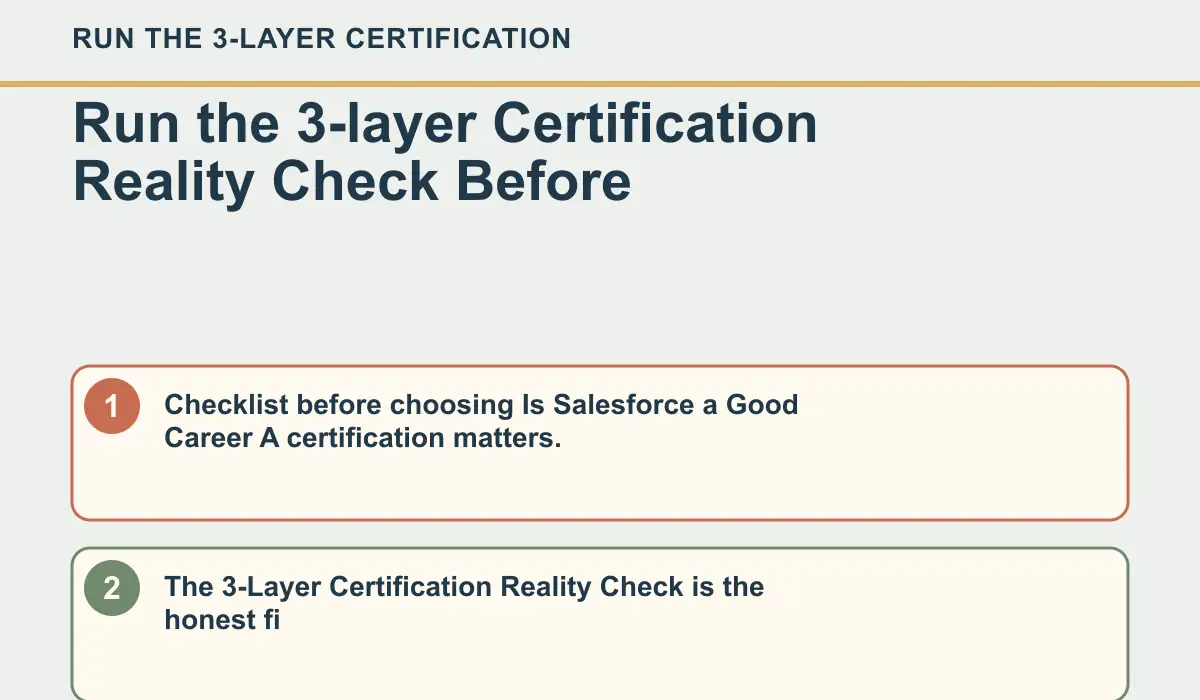 RUN THE 3-LAYER CERTIFICATION
Run the 3-layer Certification
Reality Check Before
1
Checklist before choosing Is Salesforce a Good
Career A certification matters.
2
The 3-Layer Certification Reality Check is the
honest fi